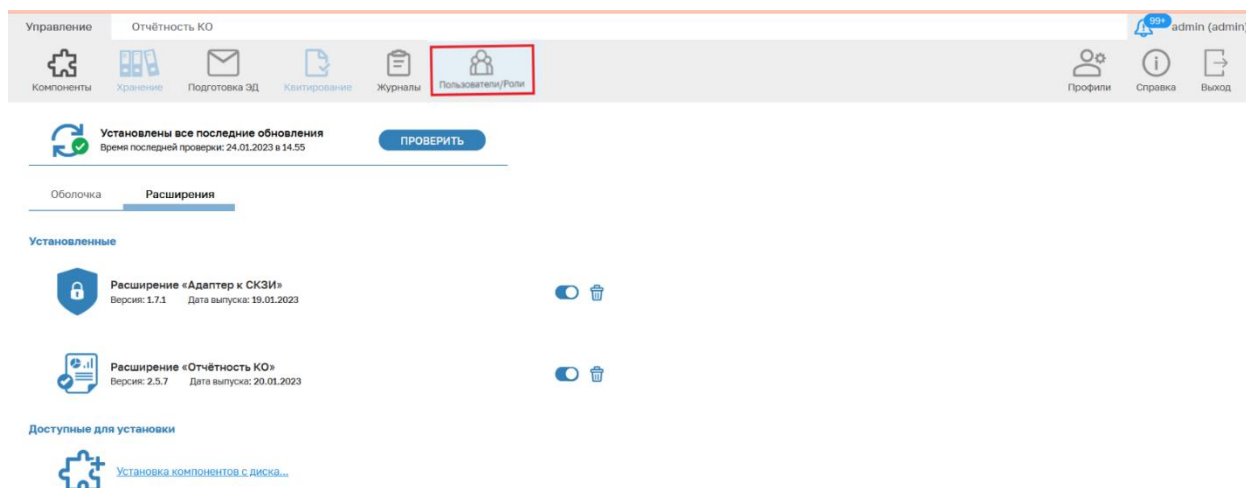 Управление Отчётность КО 99+ admin (admin)
Компоненты Хранение Подготовка ЭД Квитирование Журналы Пользователи/Роли Профили Справка Выход
Установлены все последние обновления
Время последней проверки: 24.01.2023 в 14.55
ПРОВЕРИТЬ
Оболочка Расширения
Установленные
Расширение «Адаптер к СКЗИ»
Версия: 1.7.1 Дата выпуска: 19.01.2023
Расширение «Отчётность КО»
Версия: 2.5.7 Дата выпуска: 20.01.2023
Доступные для установки
Установка компонентов с диска...